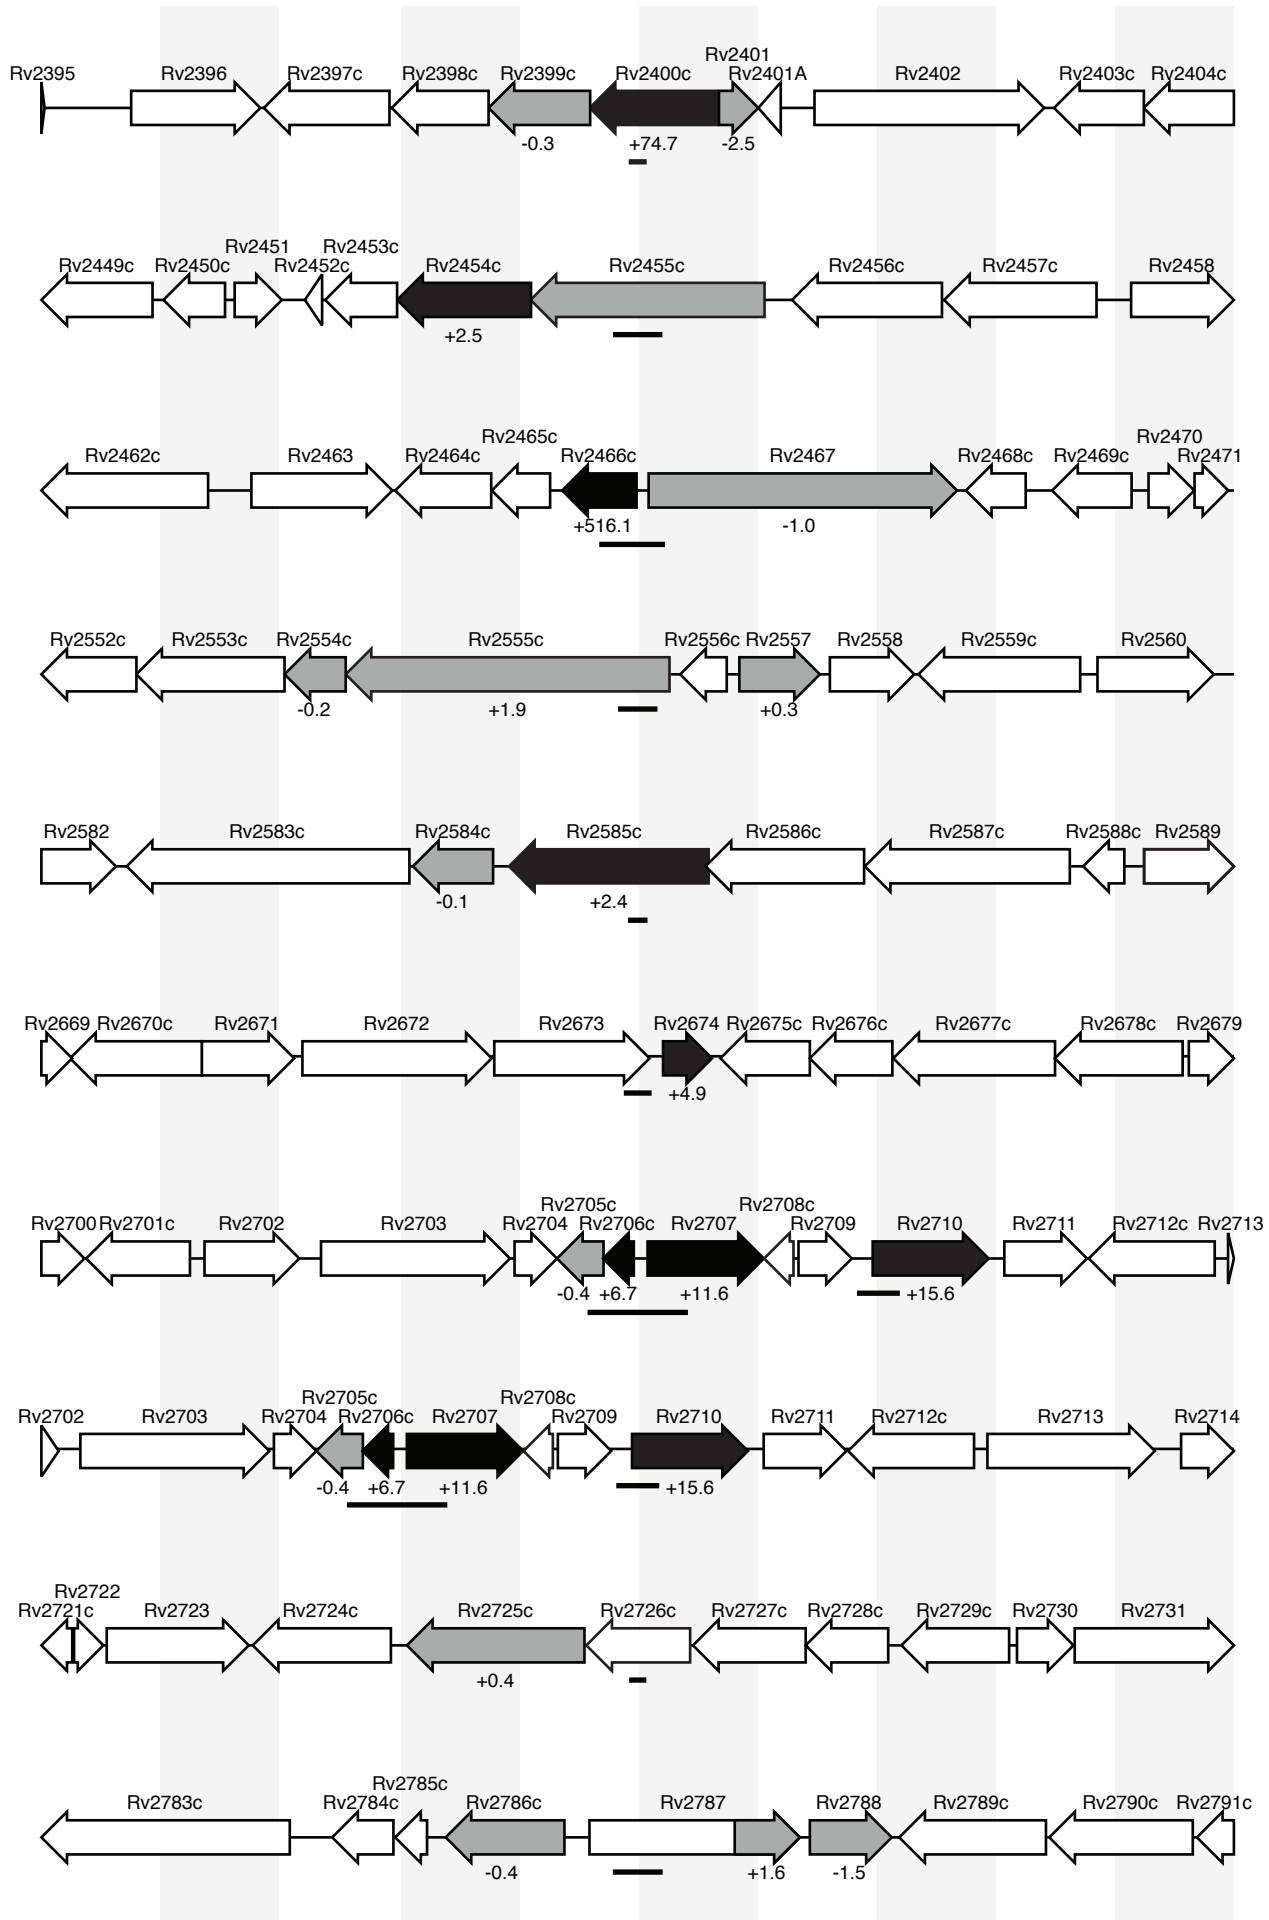 Rv2401
Rv2395 Rv2396 Rv2397c Rv2398c Rv2399c Rv2400c Rv2401A Rv2402 Rv2403c Rv2404c
-0.3 +74.7 -2.5
Rv2451 Rv2453c
Rv2449c Rv2450c Rv2452c Rv2454c Rv2455c Rv2456c Rv2457c Rv2458
+2.5
Rv2465c Rv2470
Rv2462c Rv2463 Rv2464c Rv2466c Rv2467 Rv2468c Rv2469c Rv2471
+516.1 -1.0
Rv2552c Rv2553c Rv2554c Rv2555c Rv2556c Rv2557 Rv2558 Rv2559c Rv2560
-0.2 +1.9 +0.3
Rv2582 Rv2583c Rv2584c Rv2585c Rv2586c Rv2587c Rv2588c Rv2589
-0.1 +2.4
Rv2669 Rv2670c Rv2671 Rv2672 Rv2673 Rv2674 Rv2675c Rv2676c Rv2677c Rv2678c Rv2679
+4.9
Rv2705c Rv2708c
Rv2700 Rv2701c Rv2702 Rv2703 Rv2704 Rv2706c Rv2707 Rv2709 Rv2710 Rv2711 Rv2712c Rv2713
-0.4 +6.7 +11.6 +15.6
Rv2705c Rv2708c
Rv2702 Rv2703 Rv2704 Rv2706c Rv2707 Rv2709 Rv2710 Rv2711 Rv2712c Rv2713 Rv2714
-0.4 +6.7 +11.6 +15.6
Rv2722
Rv2721c Rv2723 Rv2724c Rv2725c Rv2726c Rv2727c Rv2728c Rv2729c Rv2730 Rv2731
+0.4
Rv2785c
Rv2783c Rv2784c Rv2786c Rv2787 Rv2788 Rv2789c Rv2790c Rv2791c
-0.4 +1.6 -1.5